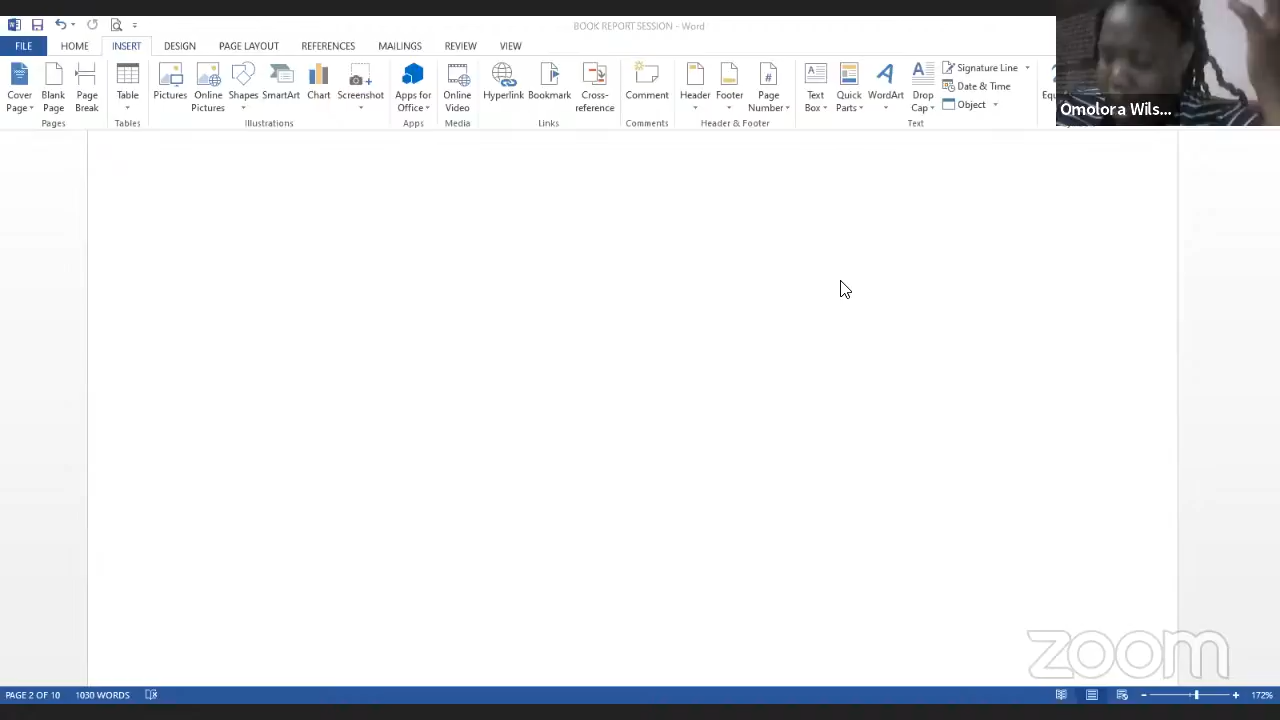 BOOK REPORT SESSION - Word
FILE HOME INSERT DESIGN PAGE LAYOUT REFERENCES MAILINGS REVIEW VIEW
Cover Page
Blank Page
Page Break
Table
Pictures
Online Pictures
Shapes
SmartArt
Chart
Screenshot
Apps for Office
Online Video
Hyperlink
Bookmark
Cross-reference
Comment
Header
Footer
Page Number
Text Box
Quick Parts
WordArt
Drop Cap
Signature Line
Date & Time
Object
Pages
Tables
Illustrations
Apps
Media
Links
Comments
Header & Footer
Text
Omolora Wils...
zoom
PAGE 2 OF 10 1030 WORDS
172%